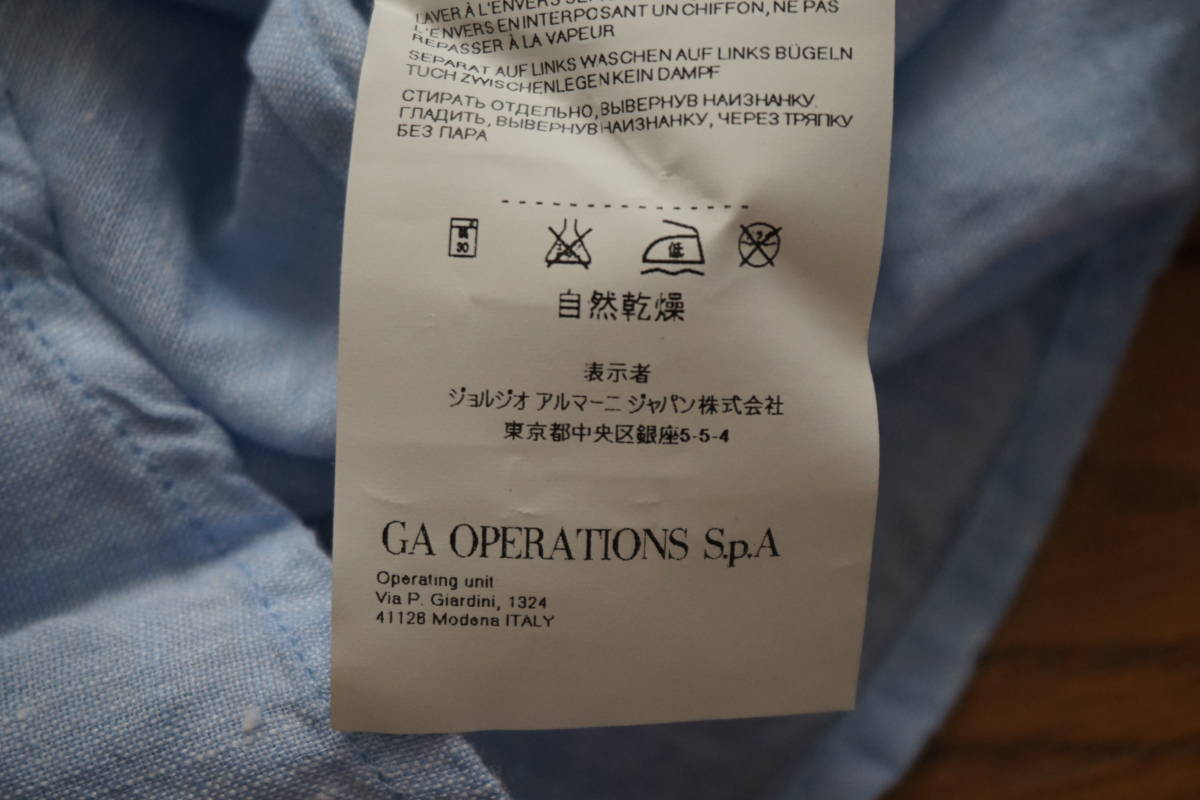 LAVER À L'ENVERS
L'ENVERS EN INTERPOSANT UN CHIFFON, NE PAS
REPASSER À LA VAPEUR
SEPARAT AUF LINKS WASCHEN AUF LINKS BÜGELN
TUCH ZWISCHENLEGEN KEIN DAMPF
СТИРАТЬ ОТДЕЛЬНО, ВЫВЕРНУВ НАИЗНАНКУ.
ГЛАДИТЬ, ВЫВЕРНУВ НАИЗНАНКУ, ЧЕРЕЗ ТРЯПКУ
БЕЗ ПАРА
30 低
自然乾燥
表示者
ジョルジオ アルマーニ ジャパン株式会社
東京都中央区銀座5-5-4
GA OPERATIONS S.p.A
Operating unit
Via P. Giardini, 1324
41126 Modena ITALY